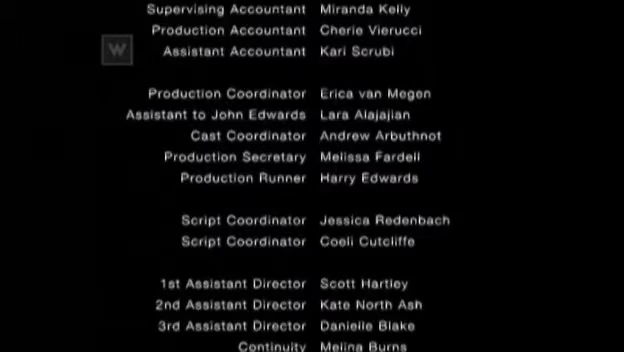 Supervising Accountant Miranda Kelly
Production Accountant Cherie Vierucci
W
Assistant Accountant Kari Scrubi
Production Coordinator Erica van Megen
Assistant to John Edwards Lara Alajajian
Cast Coordinator Andrew Arbuthnot
Production Secretary Melissa Fardell
Production Runner Harry Edwards
Script Coordinator Jessica Redenbach
Script Coordinator Coeli Cutcliffe
1st Assistant Director Scott Hartley
2nd Assistant Director Kate North Ash
3rd Assistant Director Danielle Blake
Continuity Melina Burns